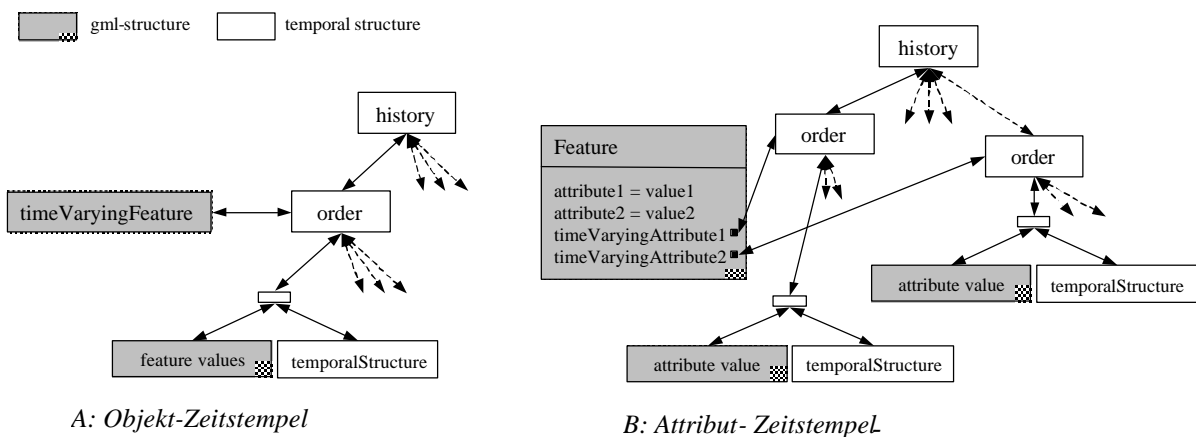 gml-structure
temporal structure
history
timeVaryingFeature
order
feature values
temporalStructure
A: Objekt-Zeitstempel
history
order
order
Feature
attribute1 = value1
attribute2 = value2
timeVaryingAttribute1
timeVaryingAttribute2
attribute value
temporalStructure
attribute value
temporalStructure
B: Attribut- Zeitstempel